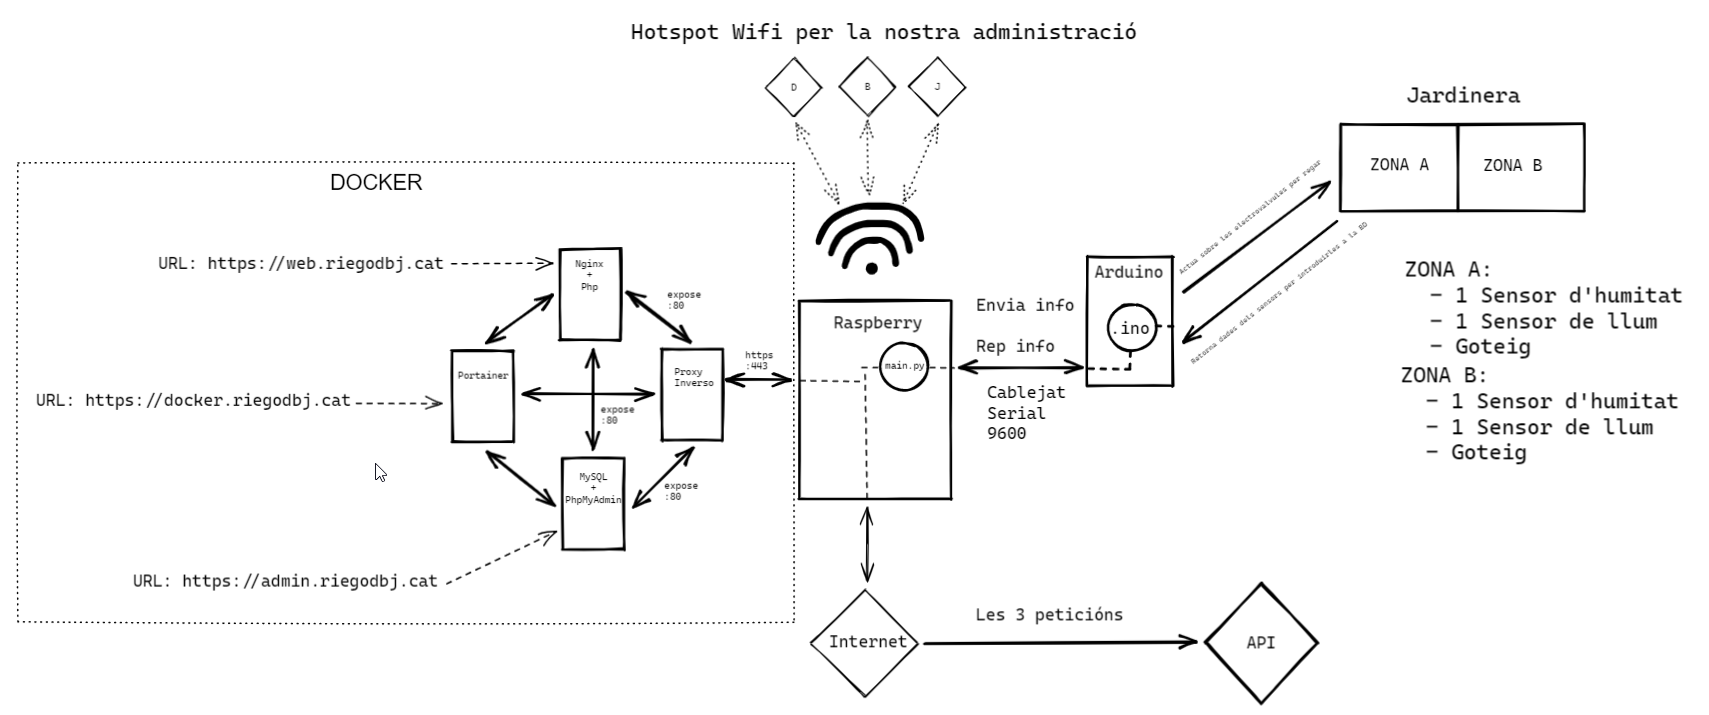 Hotspot Wifi per la nostra administració
D
B
J
Jardinera
ZONA A
ZONA B
DOCKER
URL: https://web.riegodbj.cat
Nginx
+
Php
expose
:80
Portainer
Proxy
Inverso
URL: https://docker.riegodbj.cat
expose
:80
https
:443
MySQL
+
PhpMyAdmin
expose
:80
URL: https://admin.riegodbj.cat
Raspberry
main.py
Envia info
Rep info
Cablejat
Serial
9600
Arduino
.ino
Actua sobre les electrovalvules per regar
Retorna dades dels sensors per introduirles a la BD
ZONA A:
- 1 Sensor d'humitat
- 1 Sensor de llum
- Goteig
ZONA B:
- 1 Sensor d'humitat
- 1 Sensor de llum
- Goteig
Internet
Les 3 peticións
API